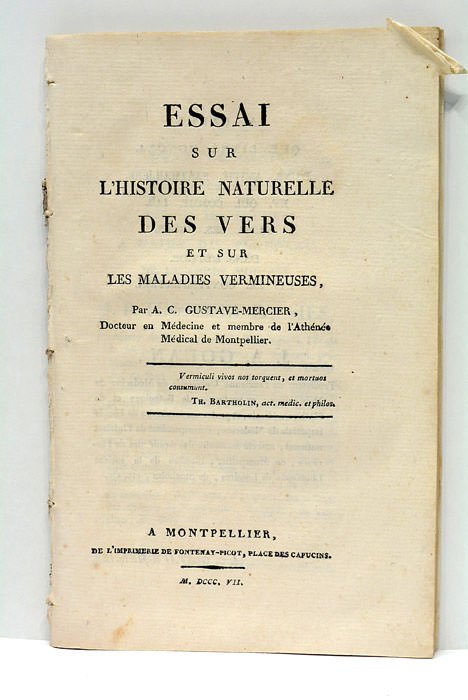 ESSAI
SUR
L'HISTOIRE NATURELLE
DES VERS
ET SUR
LES MALADIES VERMINEUSES,
Par A. C. GUSTAVE-MERCIER,
Docteur en Médecine et membre de l'Athénée
Médical de Montpellier.
Vermiculi vivos nos torquent, et mortuos
consumunt.
TH. BARTHOLIN, act. medic. et philos.
A MONTPELLIER,
DE L'IMPRIMERIE DE FONTENAY-PICOT, PLACE DES CAPUCINS.
M. DCCC. VII.